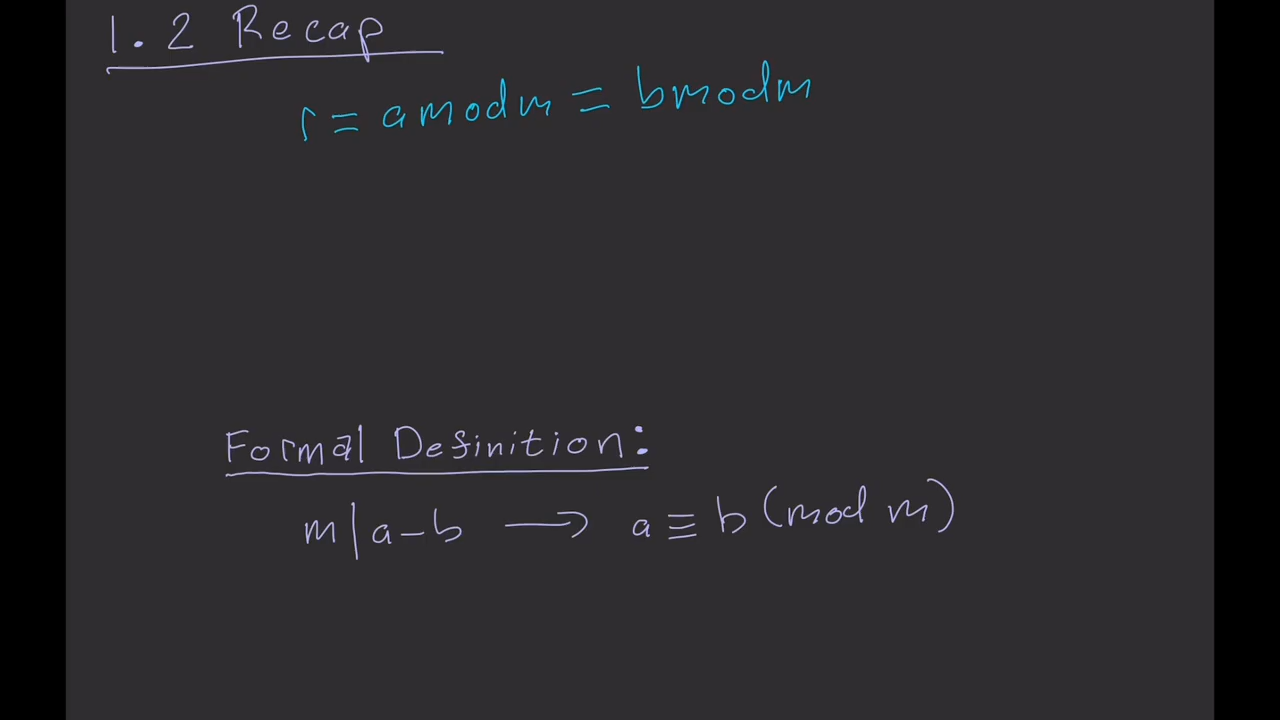 1.2 Recap
r = a mod m = b mod m
Formal Definition:
m | a - b → a ≡ b (mod m)